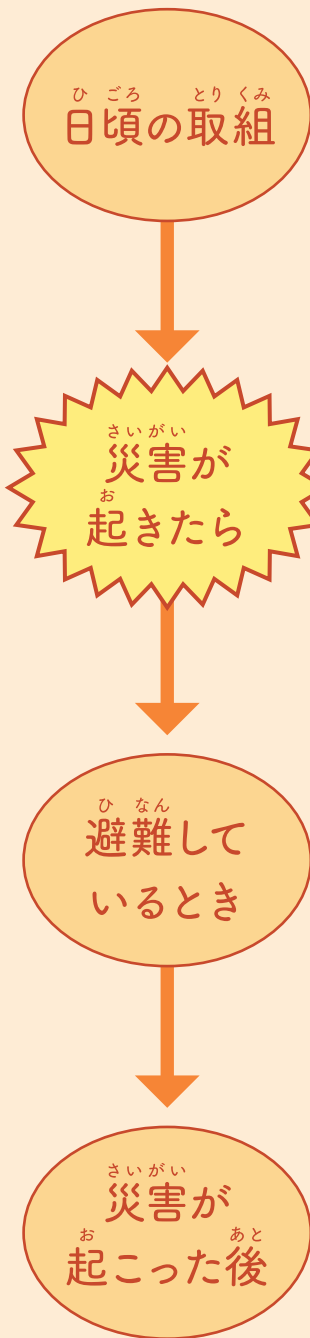 ひごろ とりくみ
日頃の取組
さいがい
災害が
お
起きたら
ひなん
避難して
いるとき
さいがい
災害が
お あと
起こった後